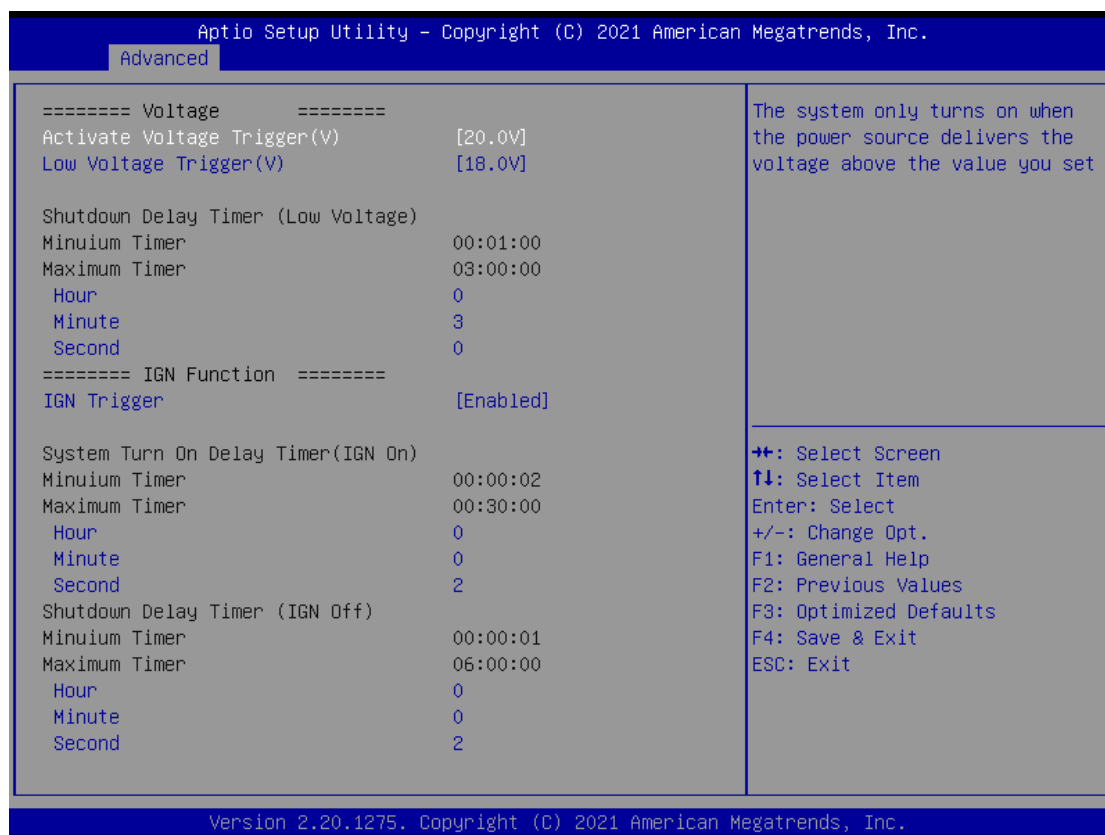 Aptio Setup Utility – Copyright (C) 2021 American Megatrends, Inc.
Advanced
======== Voltage ========
Activate Voltage Trigger(V) [20.0V]
Low Voltage Trigger(V) [18.0V]
Shutdown Delay Timer (Low Voltage)
Minuium Timer 00:01:00
Maximum Timer 03:00:00
Hour 0
Minute 3
Second 0
======== IGN Function ========
IGN Trigger [Enabled]
System Turn On Delay Timer(IGN On)
Minuium Timer 00:00:02
Maximum Timer 00:30:00
Hour 0
Minute 0
Second 2
Shutdown Delay Timer (IGN Off)
Minuium Timer 00:00:01
Maximum Timer 06:00:00
Hour 0
Minute 0
Second 2
The system only turns on when
the power source delivers the
voltage above the value you set
→←: Select Screen
↑↓: Select Item
Enter: Select
+/-: Change Opt.
F1: General Help
F2: Previous Values
F3: Optimized Defaults
F4: Save & Exit
ESC: Exit
Version 2.20.1275. Copyright (C) 2021 American Megatrends, Inc.